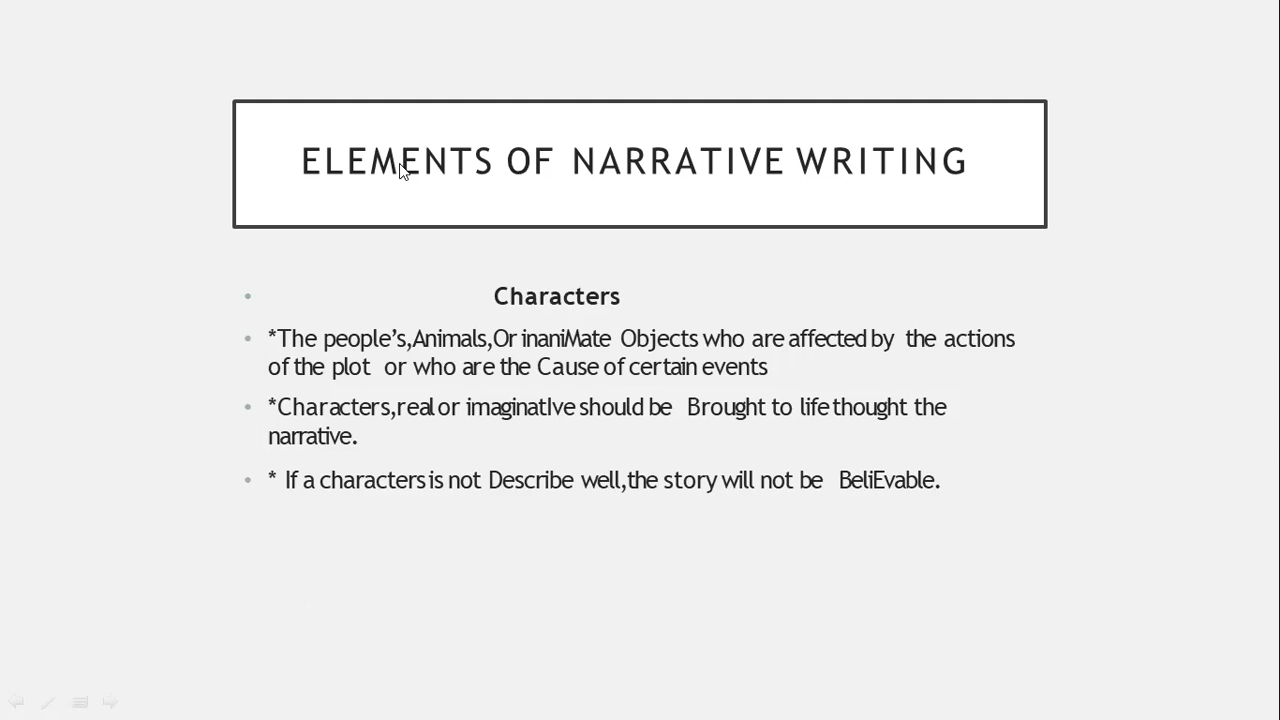 ELEMENTS OF NARRATIVE WRITING
• Characters
• *The people's,Animals,Or inaniMate Objects who are affected by the actions
of the plot or who are the Cause of certain events
• *Characters,real or imaginatIve should be Brought to life thought the
narrative.
• * If a characters is not Describe well,the story will not be BeliEvable.